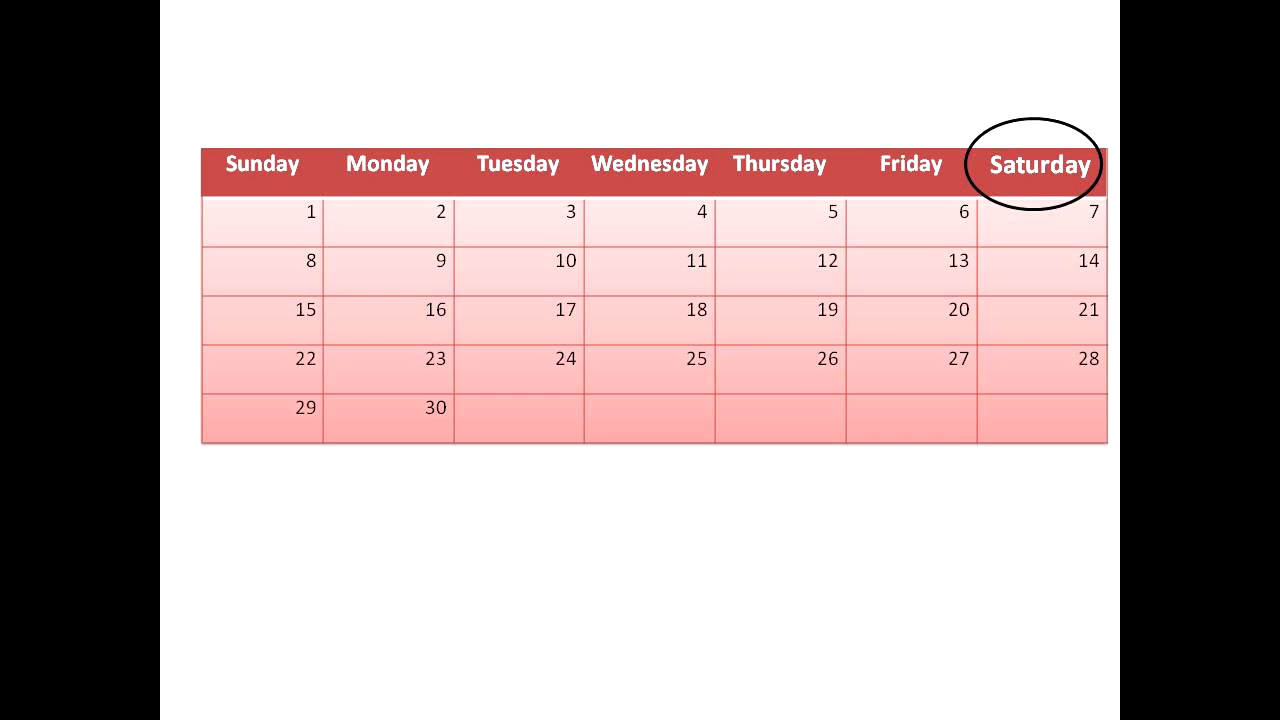 Sunday Monday Tuesday Wednesday Thursday Friday Saturday
1 2 3 4 5 6 7
8 9 10 11 12 13 14
15 16 17 18 19 20 21
22 23 24 25 26 27 28
29 30